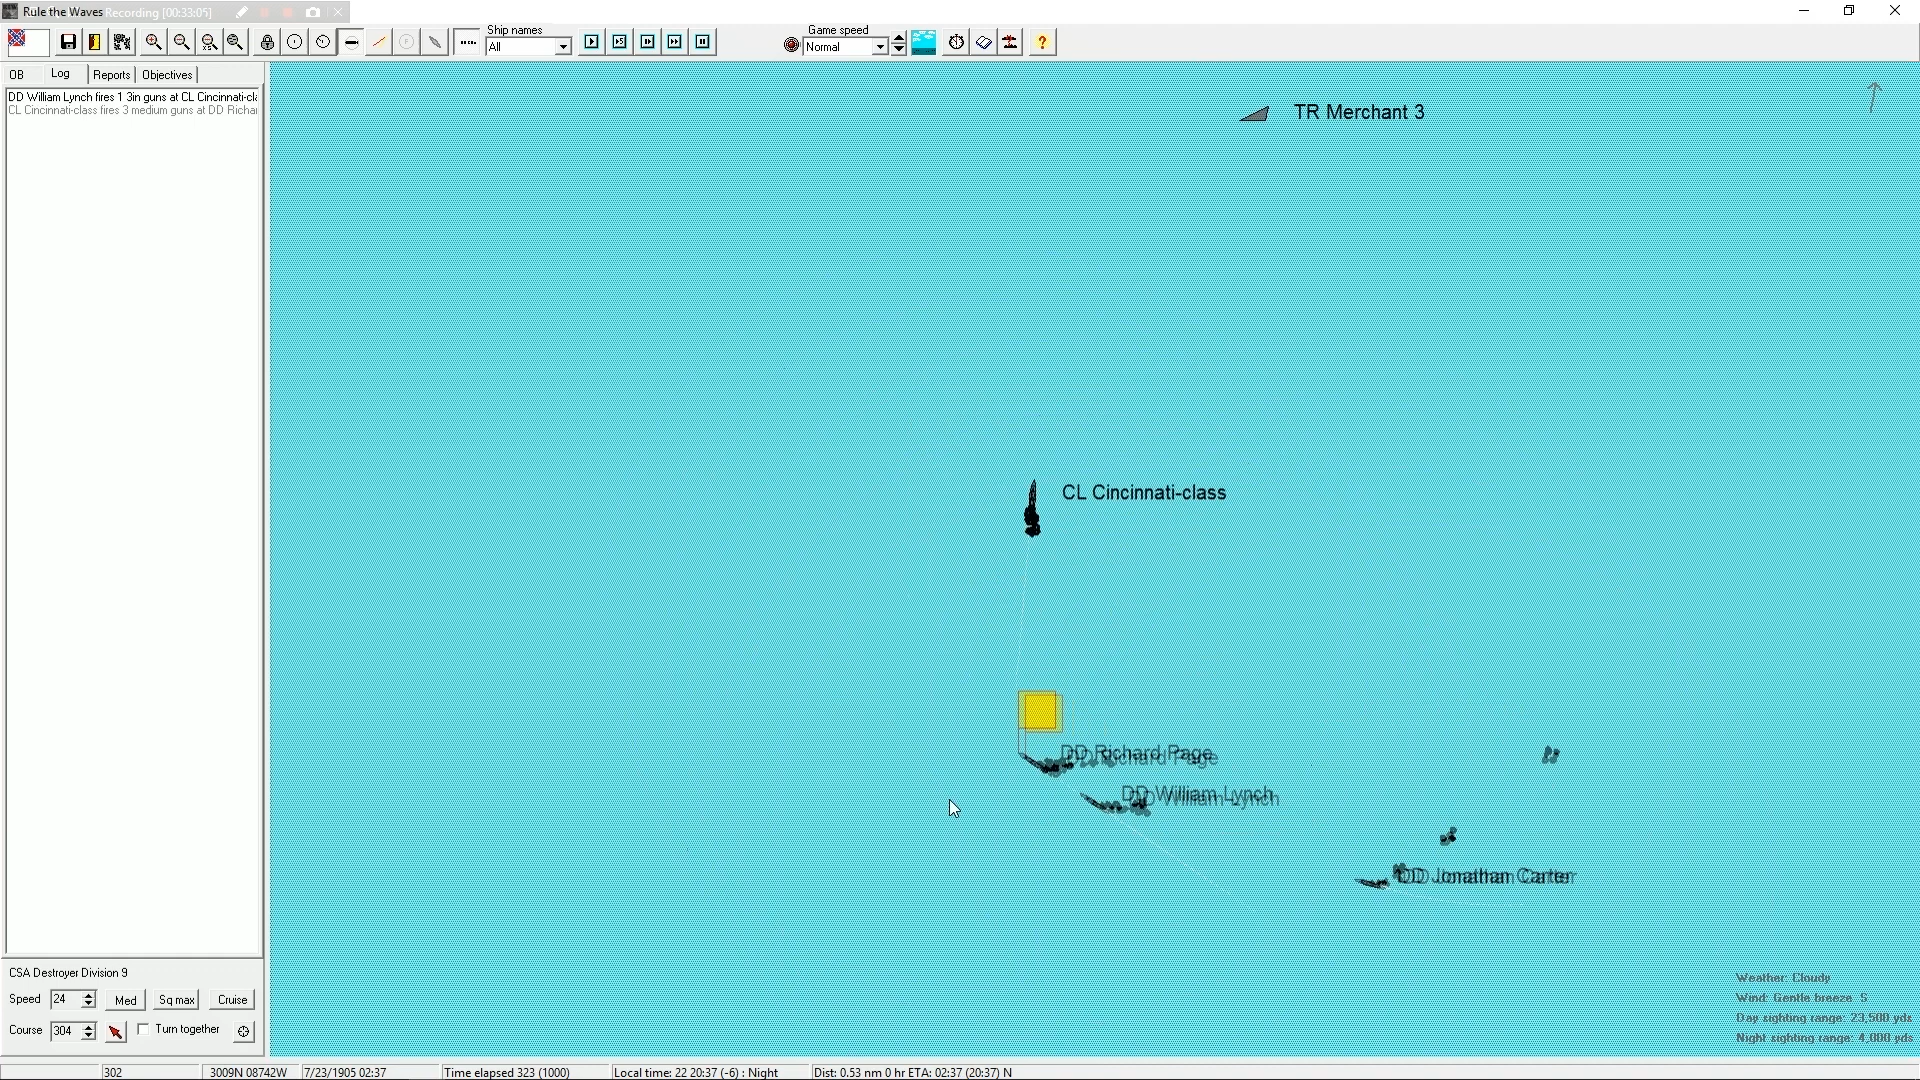 Rule the Waves Recording [00:33:05]
Ship names
All
Game speed
Normal
OB
Log
Reports
Objectives
DD William Lynch fires 1 3in guns at CL Cincinnati-cl
CL Cincinnati-class fires 3 medium guns at DD Richa
TR Merchant 3
CL Cincinnati-class
DD Richard Page
DD William Lynch
DD Jonathan Carter
Weather: Cloudy
Wind: Gentle breeze S
Day sighting range: 23,500 yds
Night sighting range: 4,000 yds
CSA Destroyer Division 9
Speed 24 Med Sq max Cruise
Course 304 Turn together
302 3009N 08742W 7/23/1905 02:37 Time elapsed 323 (1000) Local time: 22 20:37 (-6) : Night Dist: 0.53 nm 0 hr ETA: 02:37 (20:37) N